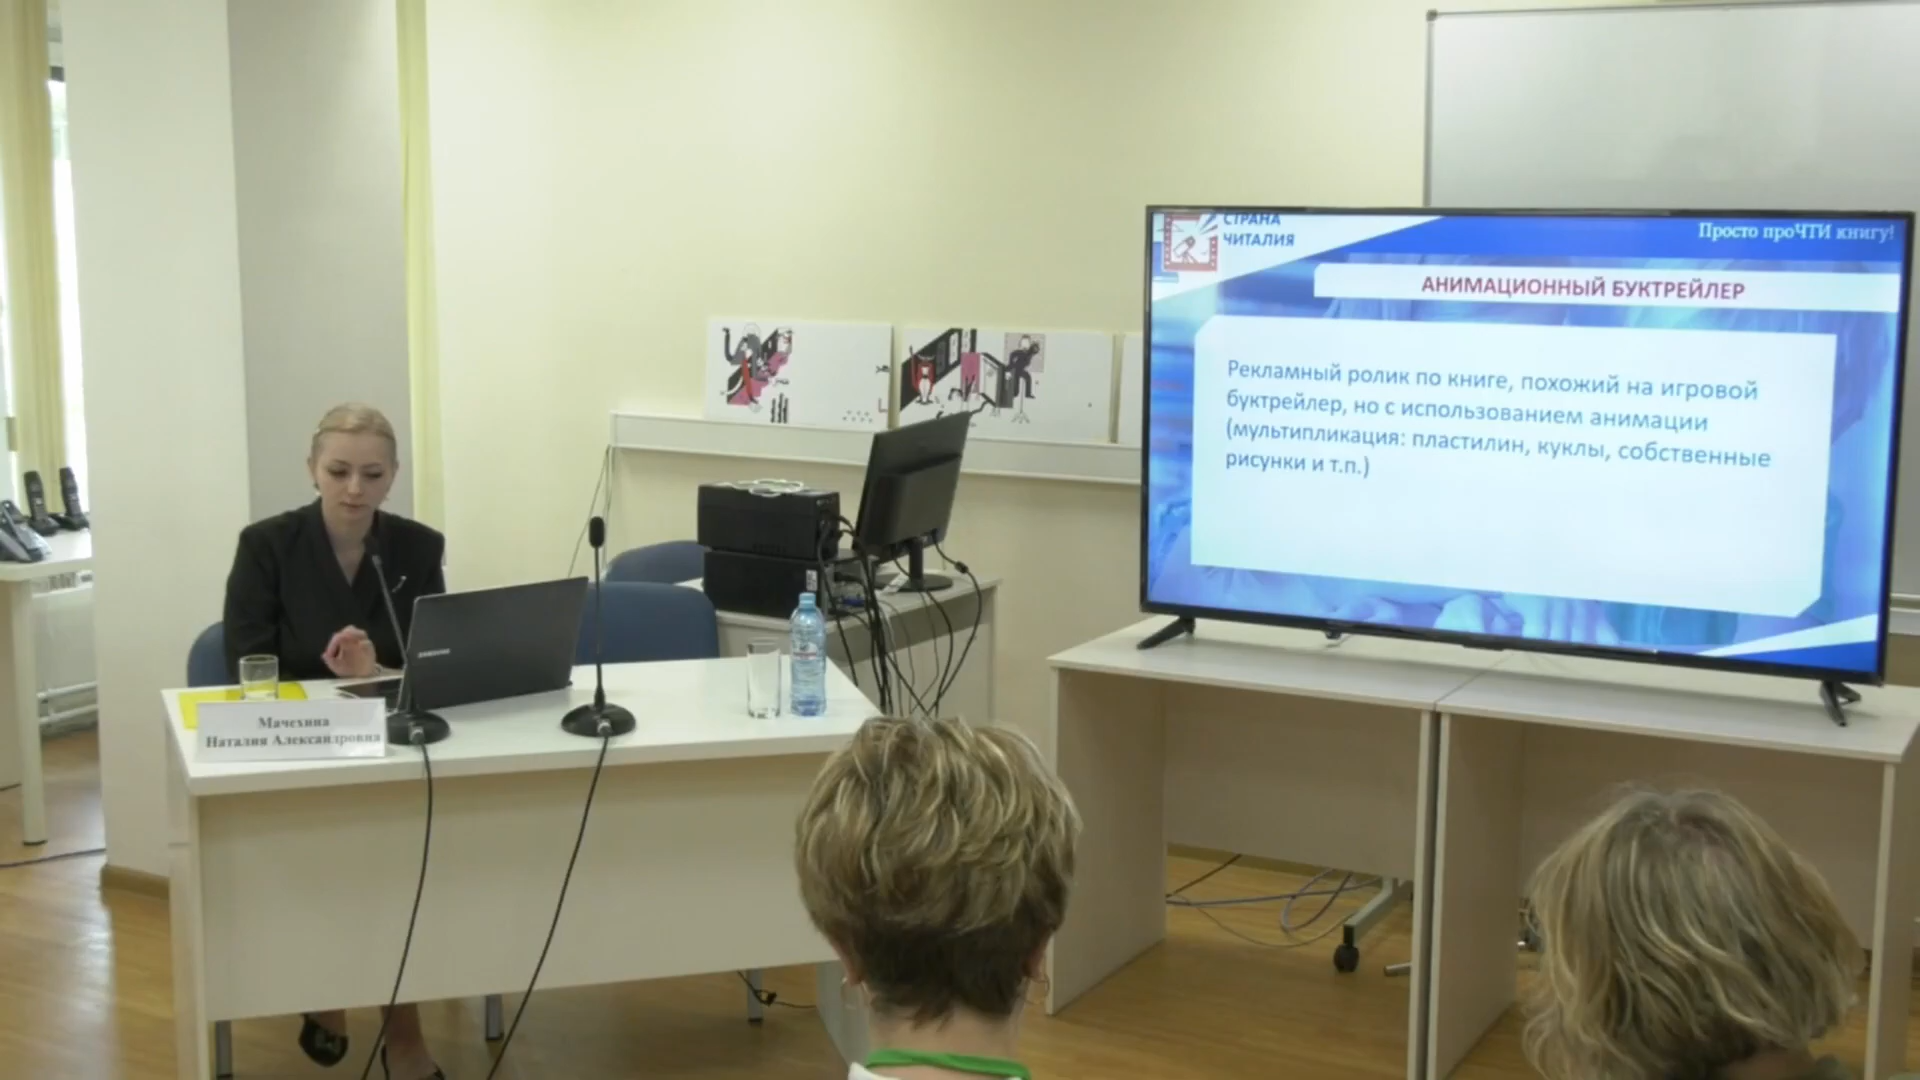 СТРАНА
ЧИТАЛИЯ
Просто проЧТИ книгу!
АНИМАЦИОННЫЙ БУКТРЕЙЛЕР
Рекламный ролик по книге, похожий на игровой
буктрейлер, но с использованием анимации
(мультипликация: пластилин, куклы, собственные
рисунки и т.п.)
SAMSUNG
Мачехина
Наталия Александровна